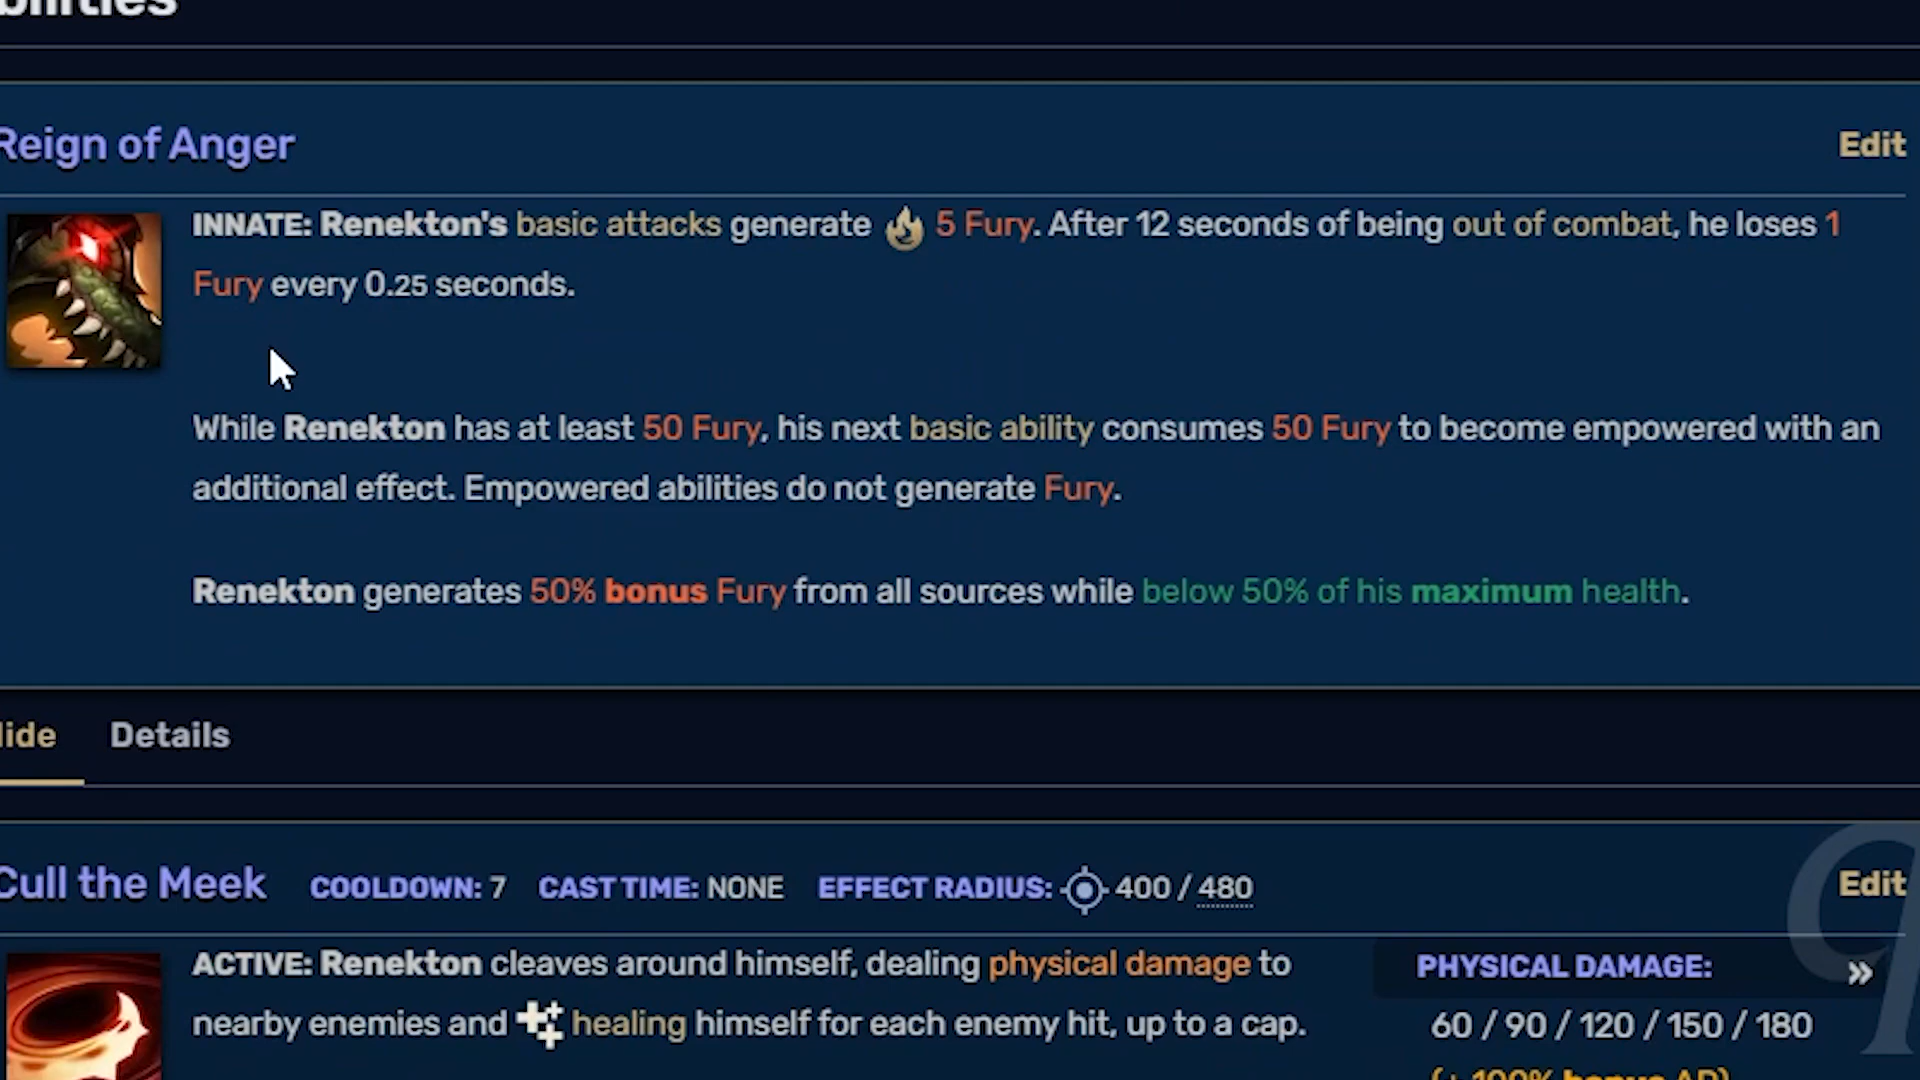 bilities
Reign of Anger
Edit
INNATE: Renekton's basic attacks generate 5 Fury. After 12 seconds of being out of combat, he loses 1
Fury every 0.25 seconds.
While Renekton has at least 50 Fury, his next basic ability consumes 50 Fury to become empowered with an
additional effect. Empowered abilities do not generate Fury.
Renekton generates 50% bonus Fury from all sources while below 50% of his maximum health.
Hide Details
Cull the Meek COOLDOWN: 7 CAST TIME: NONE EFFECT RADIUS: 400 / 480
Edit
ACTIVE: Renekton cleaves around himself, dealing physical damage to
nearby enemies and healing himself for each enemy hit, up to a cap.
PHYSICAL DAMAGE: »
60 / 90 / 120 / 150 / 180
(+ 100% bonus AD)
q